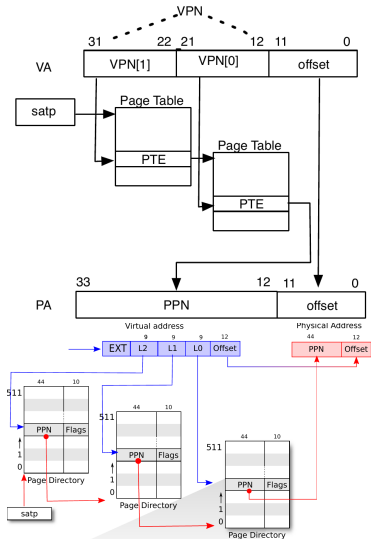 VPN
31 22 21 12 11 0
VA VPN[1] VPN[0] offset
satp
Page Table
PTE
Page Table
PTE
33 12 11 0
PA PPN offset
Virtual address Physical Address
9 9 9 12 44 12
EXT L2 L1 L0 Offset PPN Offset
44 10
511
PPN Flags
1
0
Page Directory
satp
44 10
511
PPN Flags
1
0
Page Directory
44 10
511
PPN Flags
1
0
Page Directory